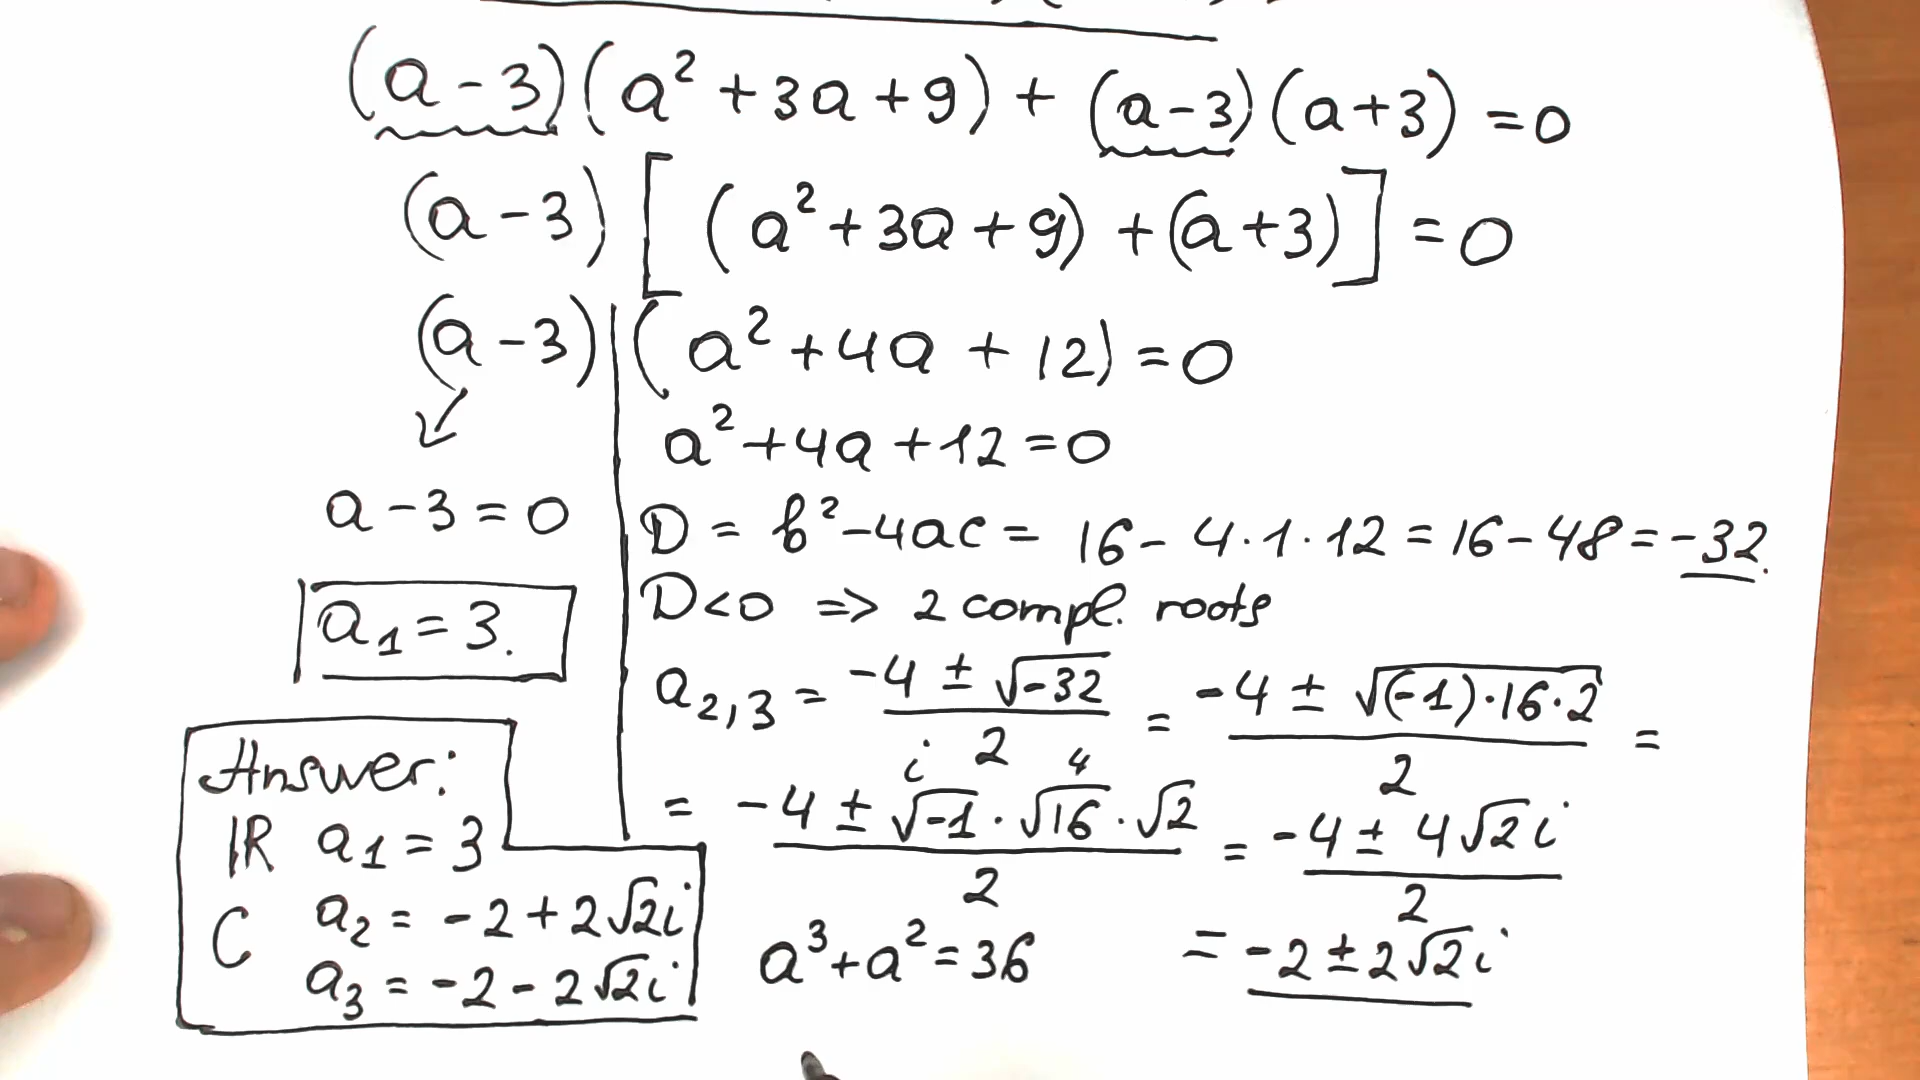 (a-3)(a²+3a+9)+(a-3)(a+3)=0
(a-3)[(a²+3a+9)+(a+3)]=0
(a-3)(a²+4a+12)=0
a-3=0
a₁=3.
a²+4a+12=0
D = b²-4ac = 16-4·1·12=16-48=-32.
D<0 => 2 compl. roots
a₂,₃ = (-4±√-32)/2 = (-4±√(-1)·16·2)/2 =
= (-4±√-1·√16·√2)/2 = (-4±4√2i)/2
i 4
= -2±2√2i
a³+a²=36
Answer:
IR a₁=3
C a₂=-2+2√2i
a₃=-2-2√2i